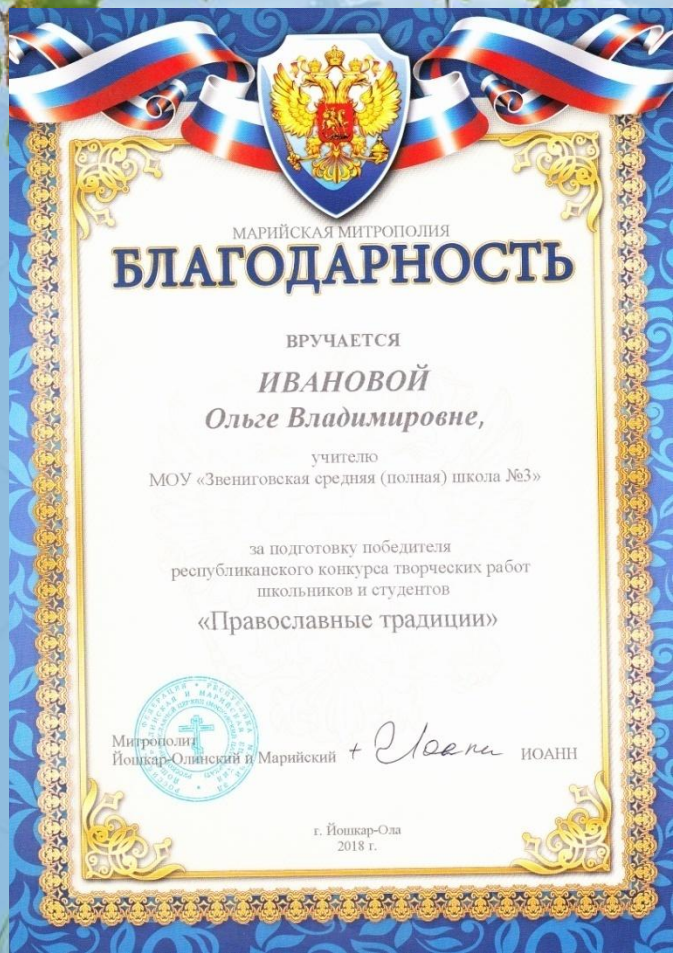 МАРИЙСКАЯ МИТРОПОЛИЯ
БЛАГОДАРНОСТЬ
ВРУЧАЕТСЯ
ИВАНОВОЙ
Ольге Владимировне,
учителю
МОУ «Звениговская средняя (полная) школа №3»
за подготовку победителя
республиканского конкурса творческих работ
школьников и студентов
«Православные традиции»
Митрополит
Йошкар-Олинский и Марийский + Иоанн ИОАНН
г. Йошкар-Ола
2018 г.